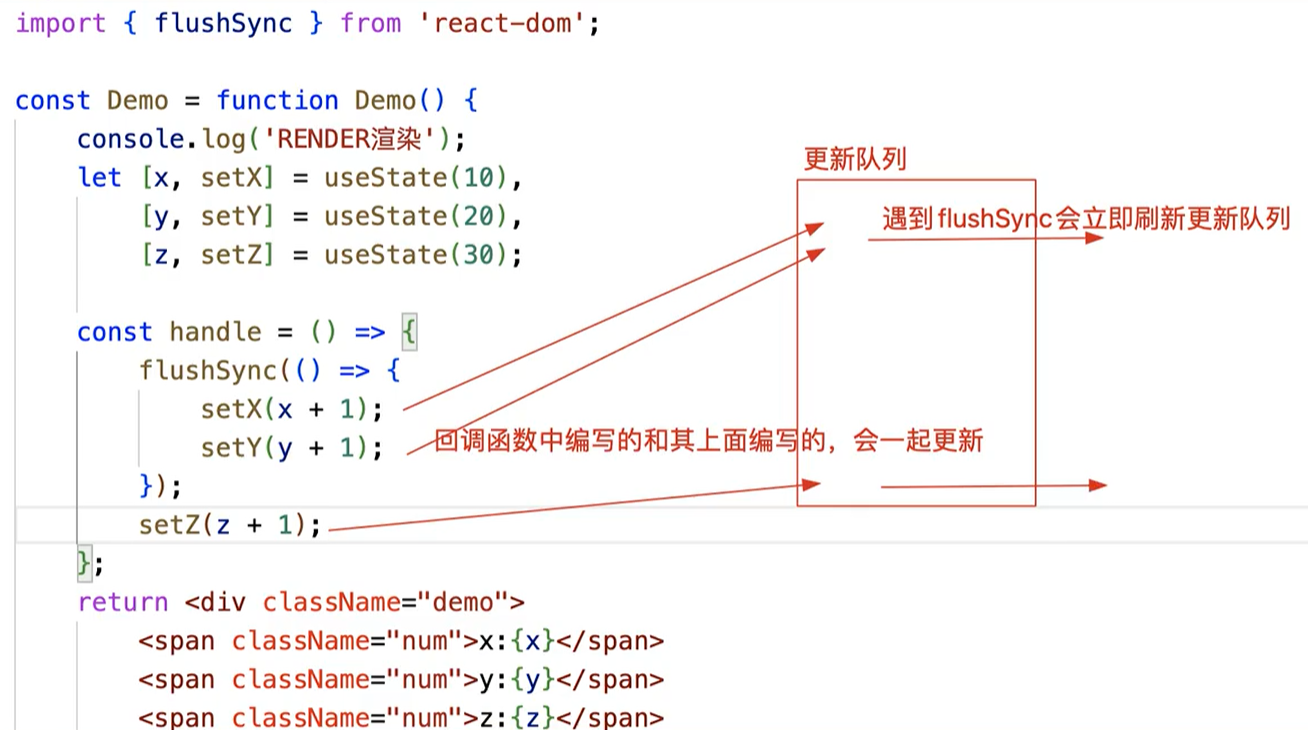 import { flushSync } from 'react-dom';
const Demo = function Demo() {
console.log('RENDER渲染');
更新队列
let [x, setX] = useState(10),
[y, setY] = useState(20),
遇到flushSync会立即刷新更新队列
[z, setZ] = useState(30);
const handle = () => {
flushSync(() => {
setX(x + 1);
setY(y + 1);
回调函数中编写的和其上面编写的，会一起更新
});
setZ(z + 1);
};
return <div className="demo">
<span className="num">x:{x}</span>
<span className="num">y:{y}</span>
<span className="num">z:{z}</span>